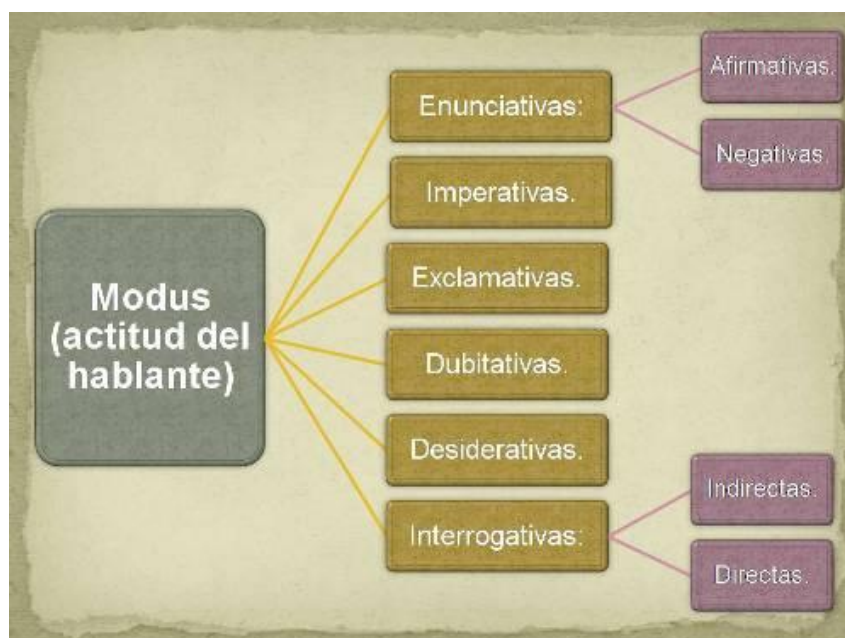 Modus
(actitud del
hablante)
Enunciativas:
Afirmativas.
Negativas.
Imperativas.
Exclamativas.
Dubitativas.
Desiderativas.
Interrogativas:
Indirectas.
Directas.